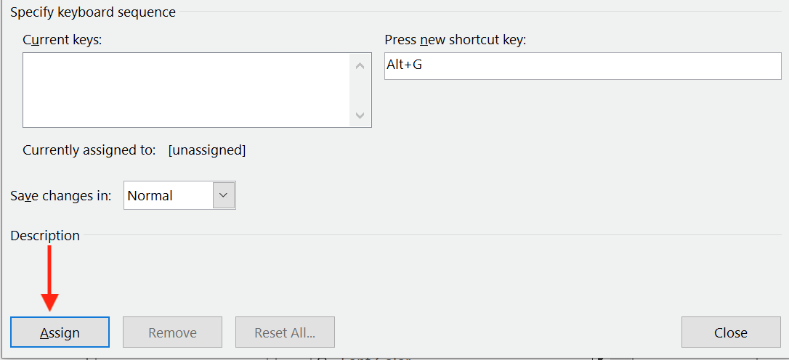 Specify keyboard sequence
Current keys:
Press new shortcut key:
Alt+G
Currently assigned to: [unassigned]
Save changes in: Normal
Description
Assign Remove Reset All... Close